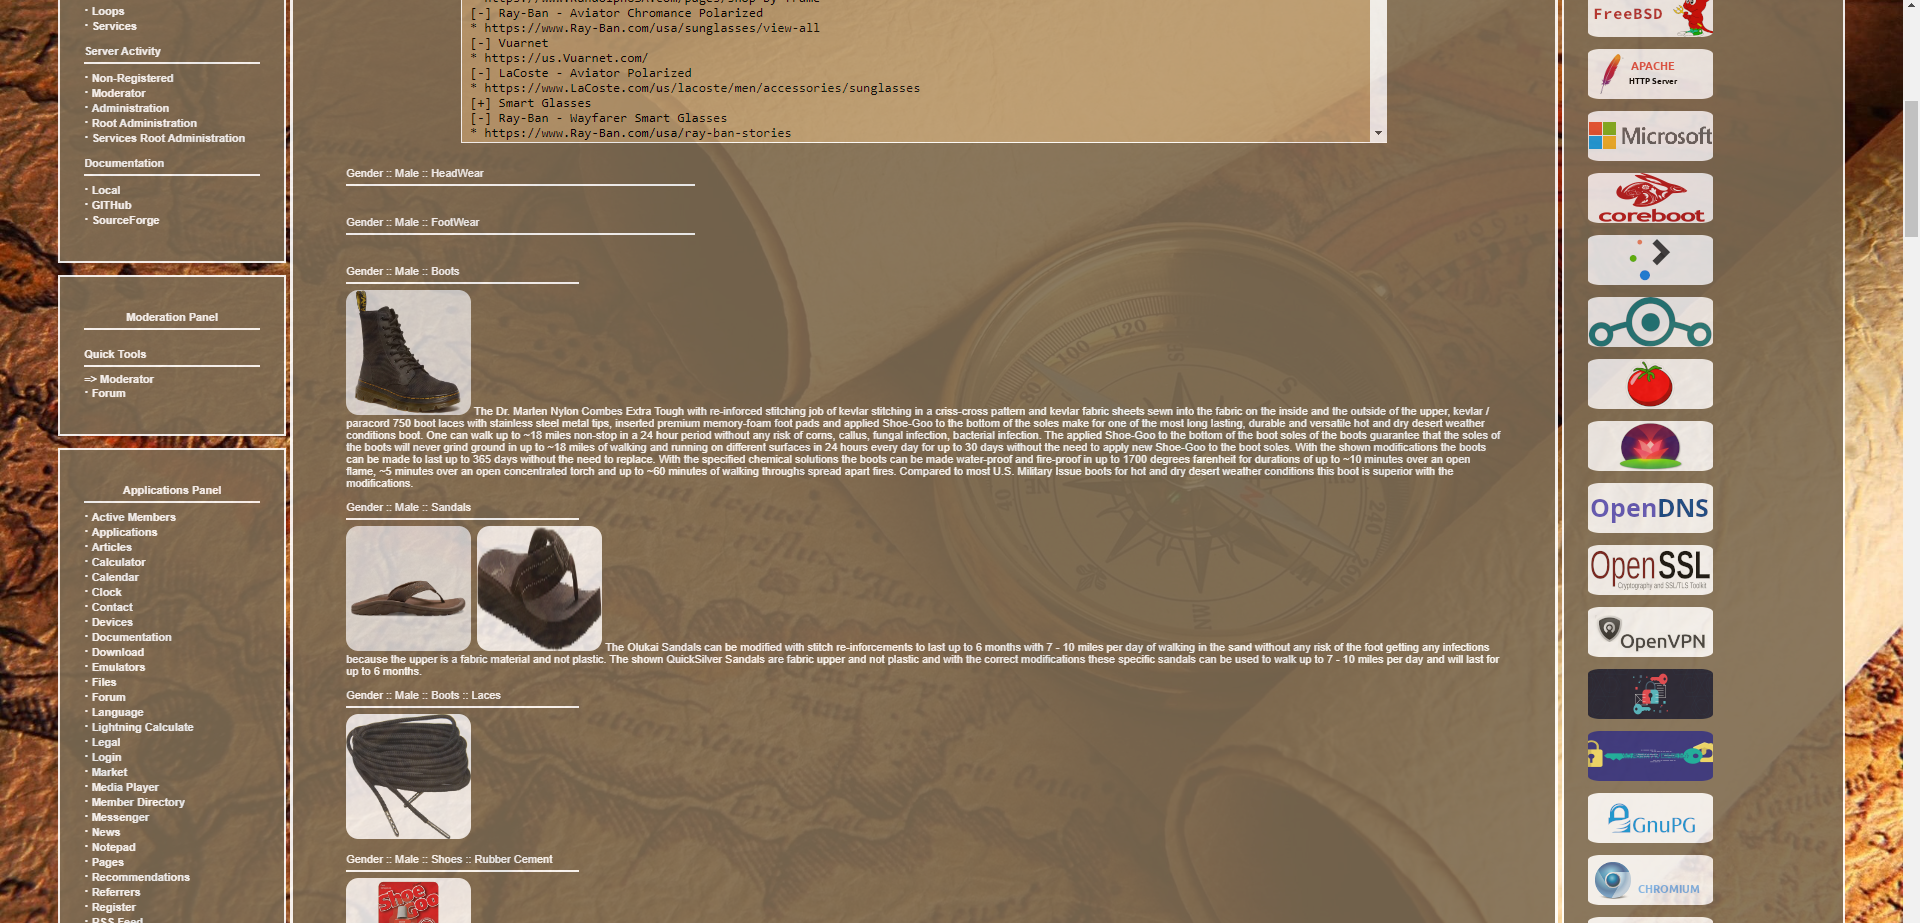 · Loops
· Services
Server Activity
· Non-Registered
· Moderator
· Administration
· Root Administration
· Services Root Administration
Documentation
· Local
· GITHub
· SourceForge
Moderation Panel
Quick Tools
=> Moderator
· Forum
Applications Panel
· Active Members
· Applications
· Articles
· Calculator
· Calendar
· Clock
· Contact
· Devices
· Documentation
· Download
· Emulators
· Files
· Forum
· Language
· Lightning Calculate
· Legal
· Login
· Market
· Media Player
· Member Directory
· Messenger
· News
· Notepad
· Pages
· Recommendations
· Referrers
· Register
· RSS Feed
[-] Ray-Ban - Aviator Chromance Polarized
* https://www.Ray-Ban.com/usa/sunglasses/view-all
[-] Vuarnet
* https://us.Vuarnet.com/
[-] LaCoste - Aviator Polarized
* https://www.LaCoste.com/us/lacoste/men/accessories/sunglasses
[+] Smart Glasses
[-] Ray-Ban - Wayfarer Smart Glasses
* https://www.Ray-Ban.com/usa/ray-ban-stories
Gender :: Male :: HeadWear
Gender :: Male :: FootWear
Gender :: Male :: Boots
The Dr. Marten Nylon Combes Extra Tough with re-inforced stitching job of kevlar stitching in a criss-cross pattern and kevlar fabric sheets sewn into the fabric on the inside and the outside of the upper, kevlar /
paracord 750 boot laces with stainless steel metal tips, inserted premium memory-foam foot pads and applied Shoe-Goo to the bottom of the soles make for one of the most long lasting, durable and versatile hot and dry desert weather
conditions boot. One can walk up to ~18 miles non-stop in a 24 hour period without any risk of corns, callus, fungal infection, bacterial infection. The applied Shoe-Goo to the bottom of the boot soles of the boots guarantee that the soles of
the boots will never grind ground in up to ~18 miles of walking and running on different surfaces in 24 hours every day for up to 30 days without the need to apply new Shoe-Goo to the boot soles. With the shown modifications the boots
can be made to last up to 365 days without the need to replace. With the specified chemical solutions the boots can be made water-proof and fire-proof in up to 1700 degrees farenheit for durations of up to ~10 minutes over an open
flame, ~5 minutes over an open concentrated torch and up to ~60 minutes of walking throughs spread apart fires. Compared to most U.S. Military Issue boots for hot and dry desert weather conditions this boot is superior with the
modifications.
Gender :: Male :: Sandals
The Olukai Sandals can be modified with stitch re-inforcements to last up to 6 months with 7 - 10 miles per day of walking in the sand without any risk of the foot getting any infections
because the upper is a fabric material and not plastic. The shown QuickSilver Sandals are fabric upper and not plastic and with the correct modifications these specific sandals can be used to walk up to 7 - 10 miles per day and will last for
up to 6 months.
Gender :: Male :: Boots :: Laces
Gender :: Male :: Shoes :: Rubber Cement
Shoe
Goo
FreeBSD
APACHE
HTTP Server
Microsoft
coreboot
OpenDNS
OpenSSL
Cryptography and SSL/TLS Toolkit
OpenVPN
GnuPG
CHROMIUM
120
100
80
SE
S
NE
40
240
260
NW